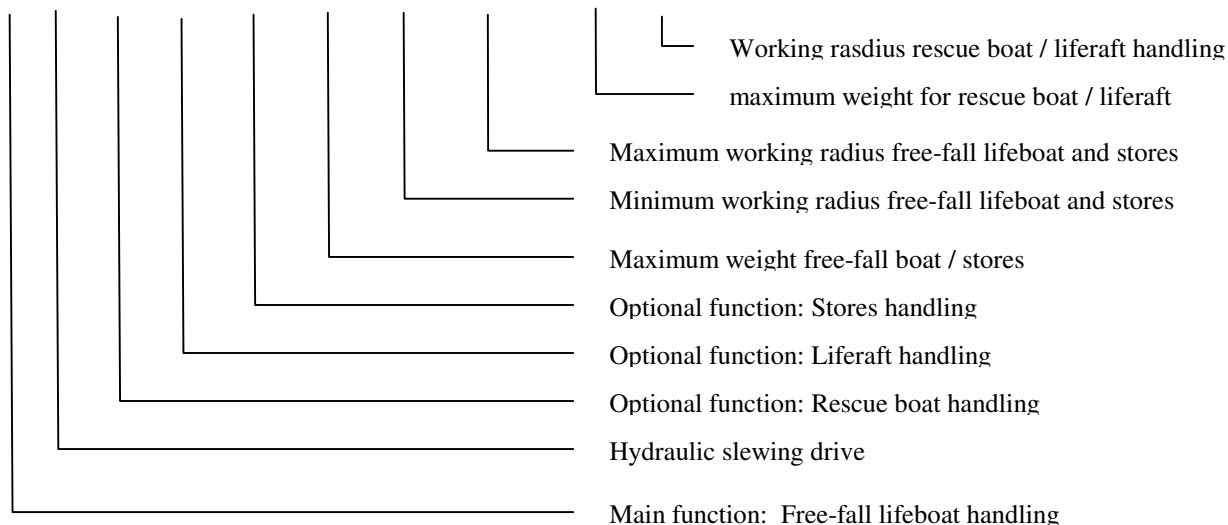 Working rasdius rescue boat / liferaft handling
maximum weight for rescue boat / liferaft
Maximum working radius free-fall lifeboat and stores
Minimum working radius free-fall lifeboat and stores
Maximum weight free-fall boat / stores
Optional function: Stores handling
Optional function: Liferaft handling
Optional function: Rescue boat handling
Hydraulic slewing drive
Main function: Free-fall lifeboat handling